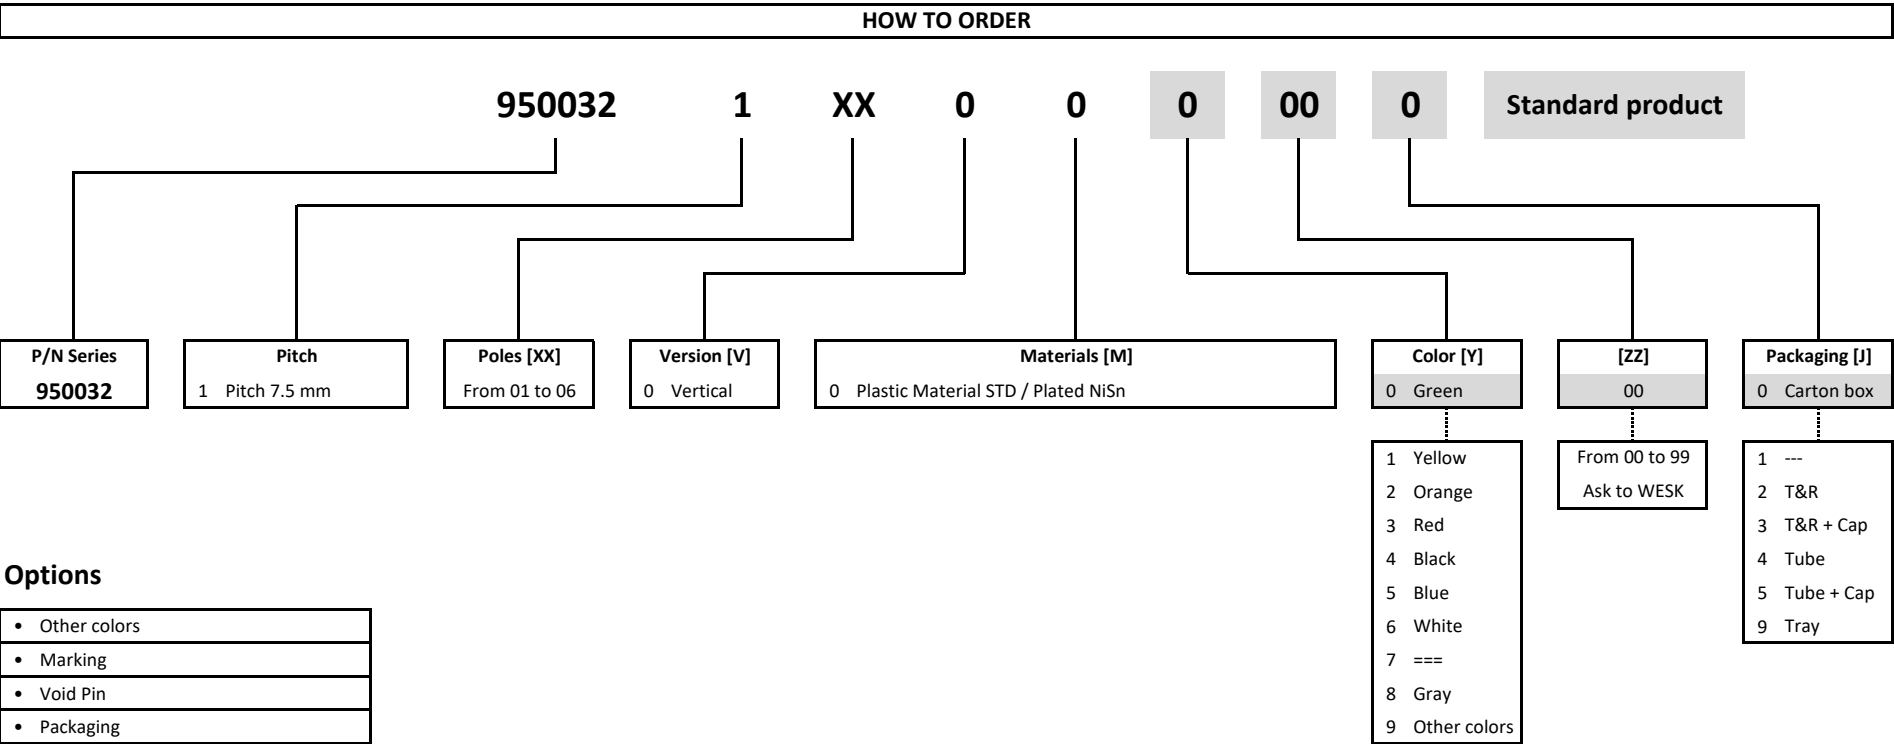 HOW TO ORDER
950032 1 XX 0 0 0 00 0 Standard product
P/N Series Pitch Poles [XX] Version [V] Materials [M] Color [Y] [ZZ] Packaging [J]
950032 1 Pitch 7.5 mm From 01 to 06 0 Vertical 0 Plastic Material STD / Plated NiSn 0 Green 00 0 Carton box
1 Yellow From 00 to 99 1 ---
2 Orange Ask to WESK 2 T&R
3 Red 3 T&R + Cap
4 Black 4 Tube
Options
5 Blue 5 Tube + Cap
• Other colors 6 White 9 Tray
• Marking 7 ===
• Void Pin 8 Gray
• Packaging 9 Other colors